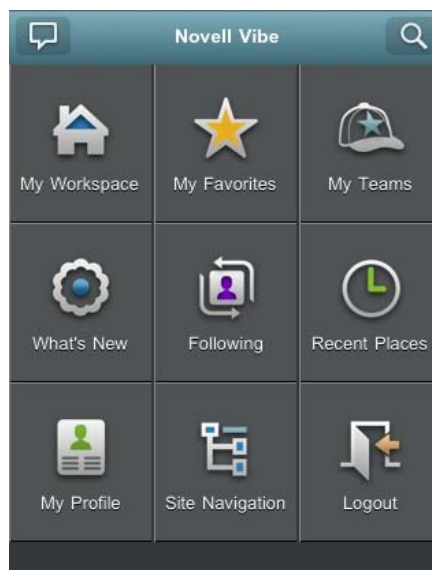 Novell Vibe
My Workspace
My Favorites
My Teams
What's New
Following
Recent Places
My Profile
Site Navigation
Logout